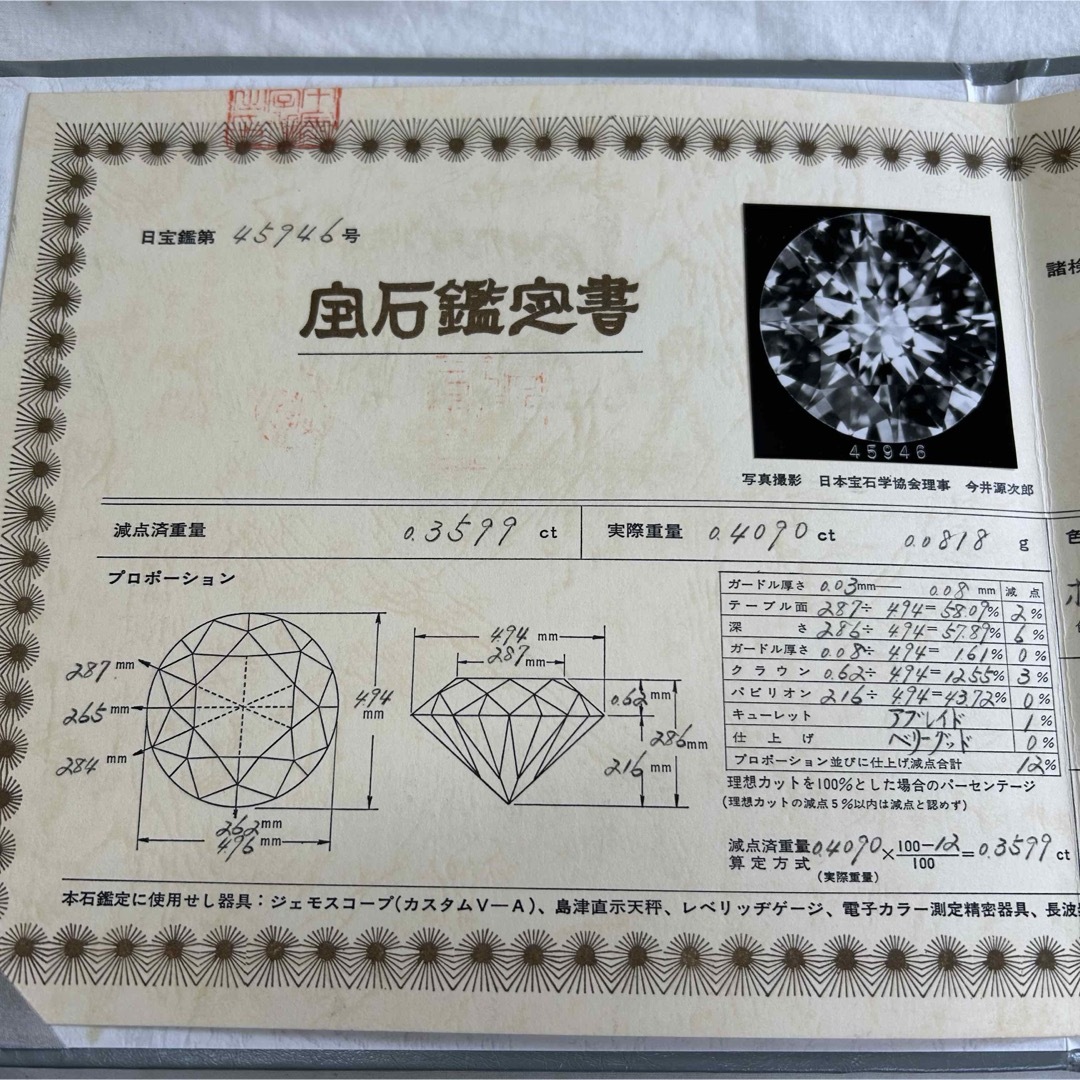 日宝鑑第 45946号
宝石鑑定書
45946
写真撮影 日本宝石学協会理事 今井源次郎
諸検
減点済重量 0.3599 ct 実際重量 0.4090 ct 0.0818 g
色
プロポーション
287 mm
265 mm
284 mm
262mm
496 mm
494 mm
494 mm
287 mm
0.62mm
286mm
216 mm
ガードル厚さ 0.03mm— 0.08 mm 減点
テーブル面 287÷ 494= 58.09% 2%
深さ 286÷ 494= 57.89% 6%
ガードル厚さ 0.08÷ 494= 1.61% 0%
クラウン 0.62÷ 494= 12.55% 3%
パビリオン 216÷ 494= 43.72% 0%
キューレット アブレイド 1%
仕上げ ベリーグッド 0%
プロポーション並びに仕上げ減点合計 12%
理想カットを100%とした場合のパーセンテージ
(理想カットの減点5%以内は減点と認めず)
減点済重量算定方式 0.4090 × 100-12/100 = 0.3599 ct
(実際重量)
本石鑑定に使用せし器具:ジェモスコープ(カスタムV—A)、島津直示天秤、レベリッヂゲージ、電子カラー測定精密器具、長波